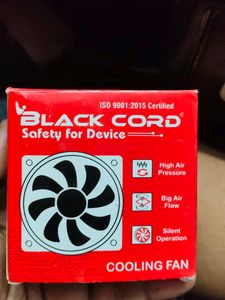 ISO 9001:2015 Certified
BLACK CORD®
Safety for Device
High Air
Pressure
Big Air
Flow
Silent
Operation
COOLING FAN